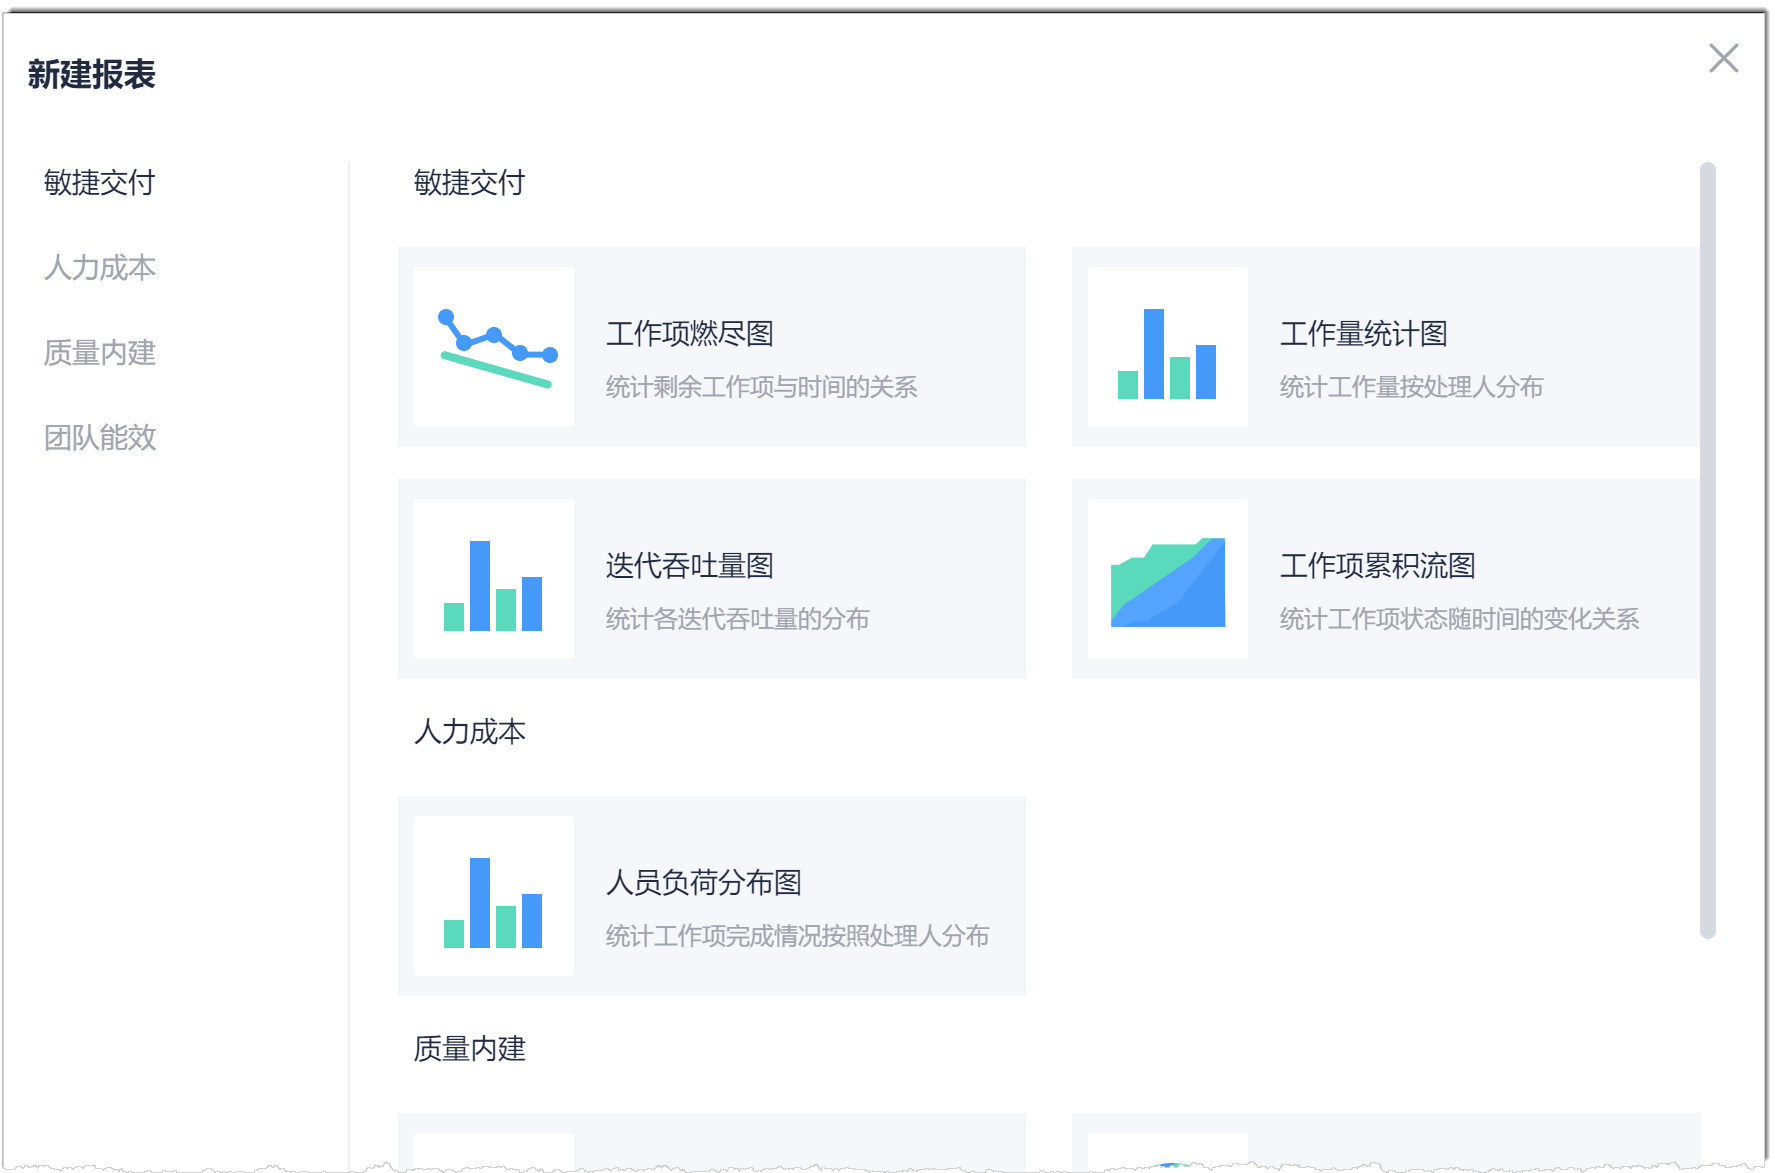 新建报表
敏捷交付
人力成本
质量内建
团队能效
敏捷交付
工作项燃尽图
统计剩余工作项与时间的关系
工作量统计图
统计工作量按处理人分布
迭代吞吐量图
统计各迭代吞吐量的分布
工作项累积流图
统计工作项状态随时间的变化关系
人力成本
人员负荷分布图
统计工作项完成情况按照处理人分布
质量内建